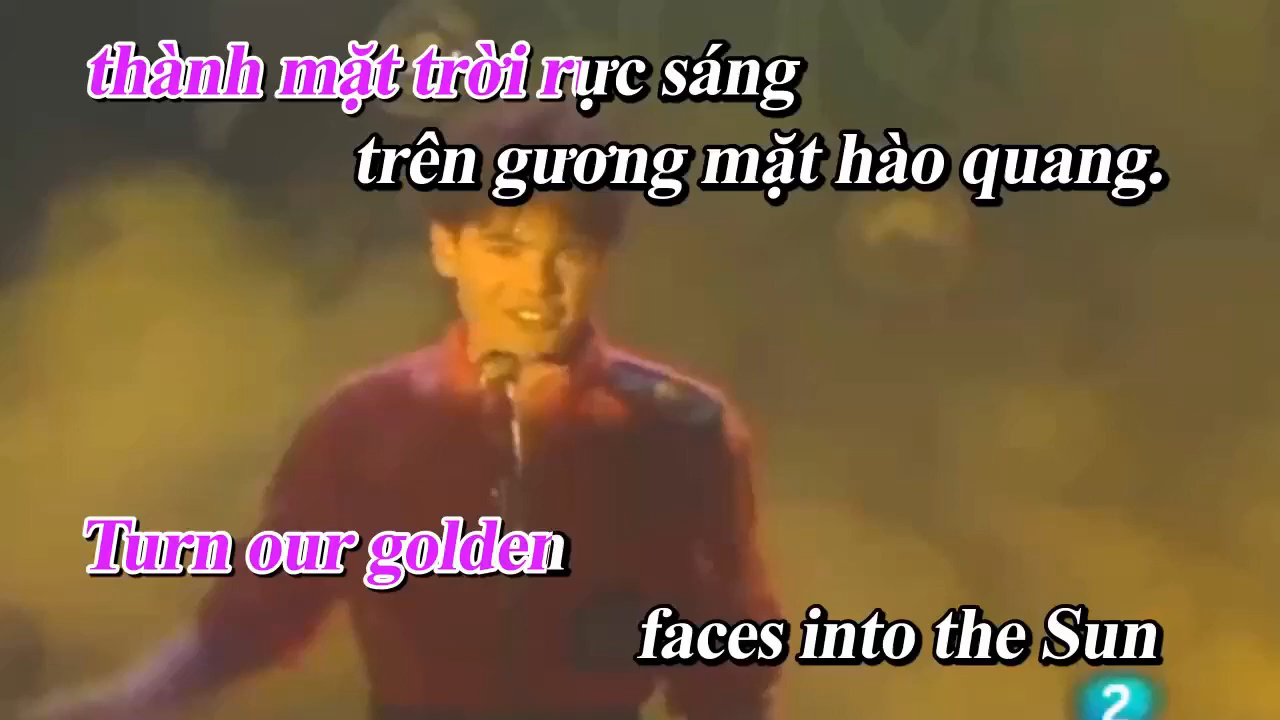 thành mặt trời rực sáng
trên gương mặt hào quang.
Turn our golden
faces into the Sun
2